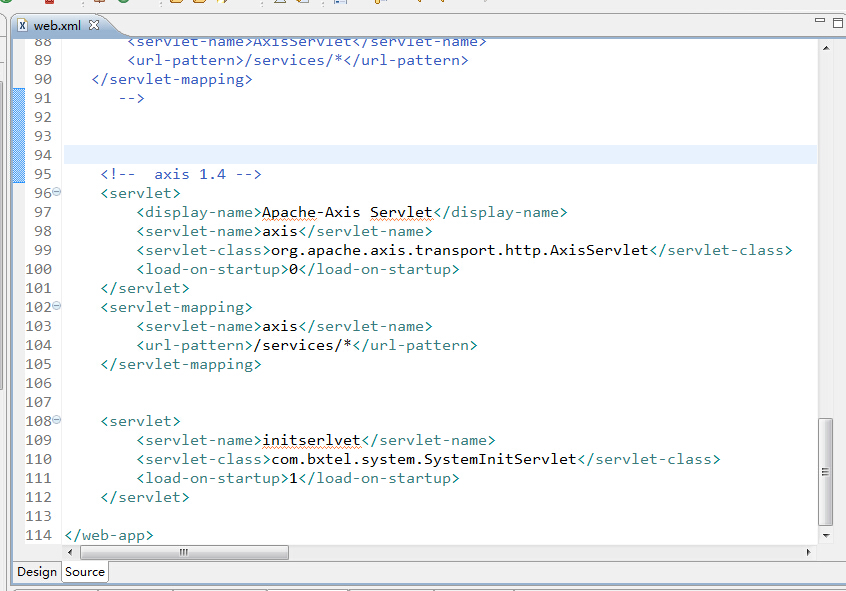 web.xml
88 <servlet-name>AxisServlet</servlet-name>
89 <url-pattern>/services/*</url-pattern>
90 </servlet-mapping>
91 -->
92
93
94
95 <!-- axis 1.4 -->
96 <servlet>
97 <display-name>Apache-Axis Servlet</display-name>
98 <servlet-name>axis</servlet-name>
99 <servlet-class>org.apache.axis.transport.http.AxisServlet</servlet-class>
100 <load-on-startup>0</load-on-startup>
101 </servlet>
102 <servlet-mapping>
103 <servlet-name>axis</servlet-name>
104 <url-pattern>/services/*</url-pattern>
105 </servlet-mapping>
106
107
108 <servlet>
109 <servlet-name>initserlvet</servlet-name>
110 <servlet-class>com.bxtel.system.SystemInitServlet</servlet-class>
111 <load-on-startup>1</load-on-startup>
112 </servlet>
113
114 </web-app>
Design Source